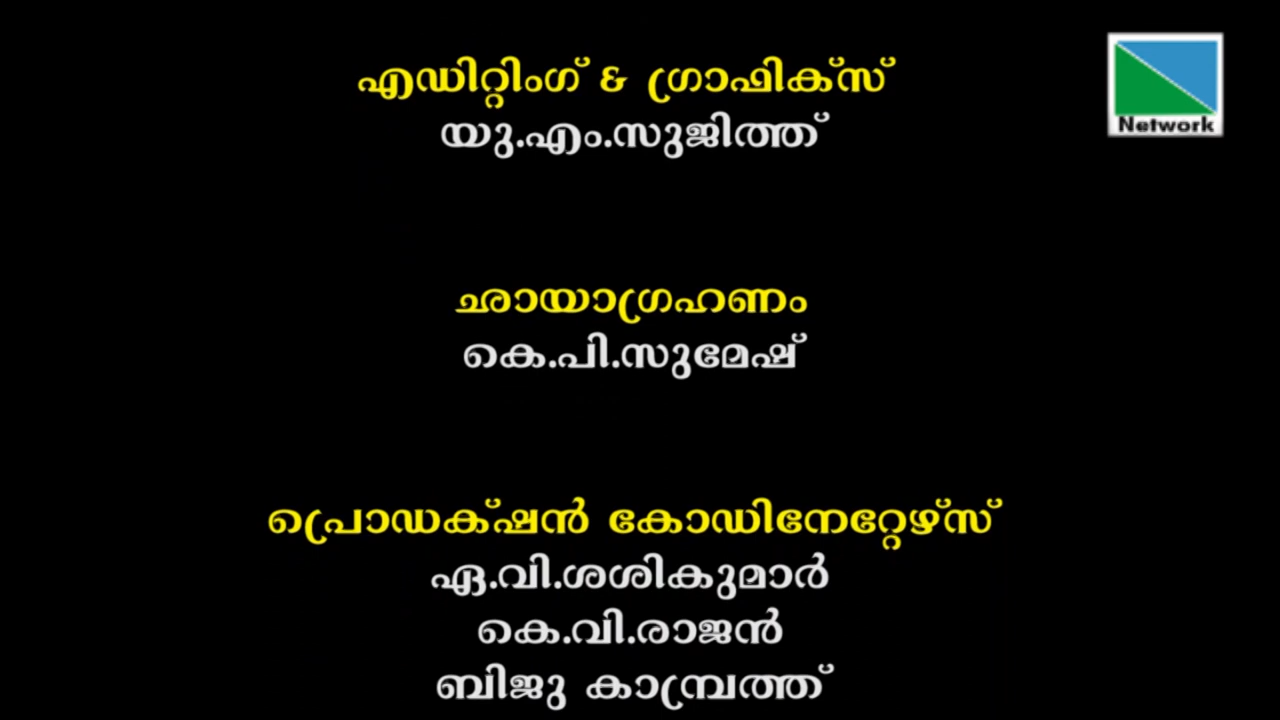 എഡിറ്റിംഗ് & ഗ്രാഫിക്സ്
യു.എം.സുജിത്ത്
Network
ഛായാഗ്രഹണം
കെ.പി.സുമേഷ്
പ്രൊഡക്ഷൻ കോഡിനേറ്റേഴ്സ്
ഏ.വി.ശശികുമാർ
കെ.വി.രാജൻ
ബിജു കാമ്പ്രത്ത്